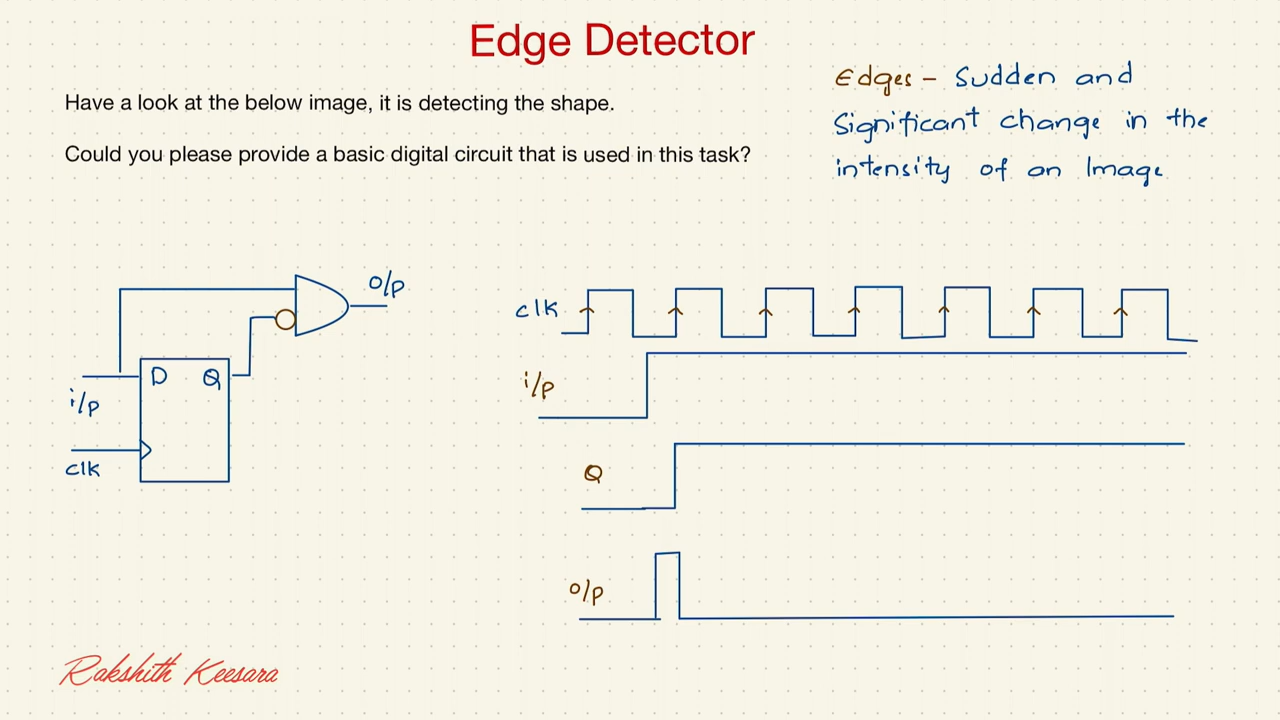 Edge Detector
Have a look at the below image, it is detecting the shape.
Could you please provide a basic digital circuit that is used in this task?
Edges - Sudden and
Significant change in the
intensity of an Image
o/p
D Q
i/p
clk
clk
i/p
Q
o/p
Rakshith Keesara